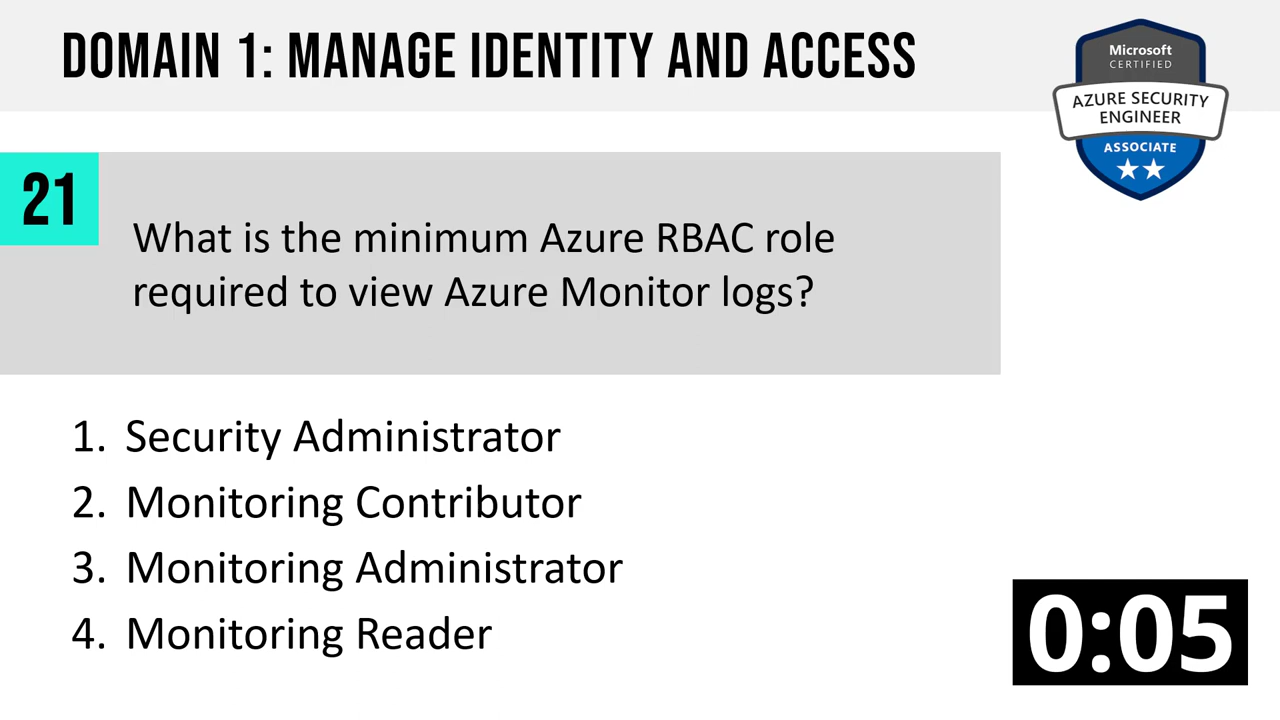 DOMAIN 1: MANAGE IDENTITY AND ACCESS
Microsoft
CERTIFIED
AZURE SECURITY
ENGINEER
ASSOCIATE
21
What is the minimum Azure RBAC role
required to view Azure Monitor logs?
1. Security Administrator
2. Monitoring Contributor
3. Monitoring Administrator
4. Monitoring Reader
0:05